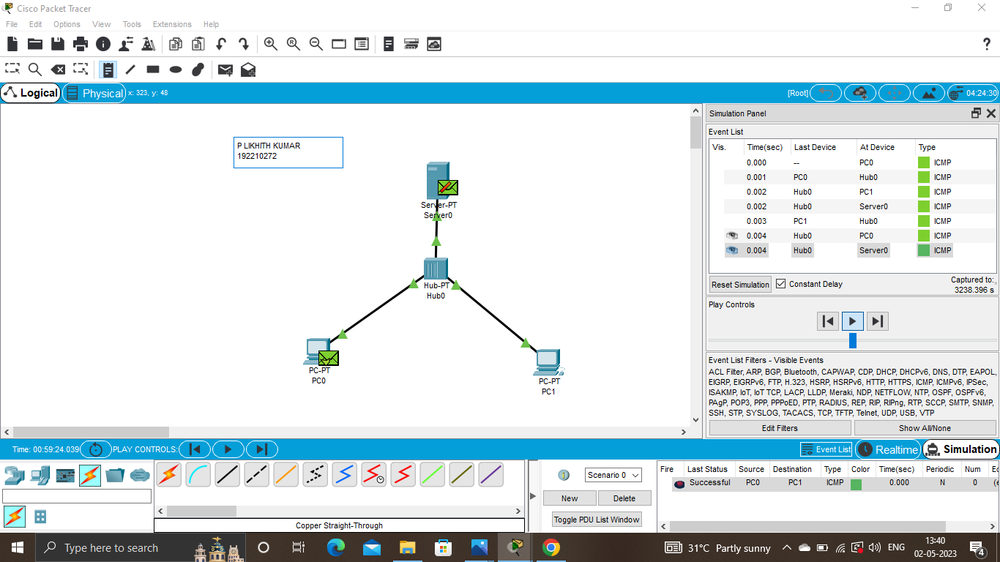 Cisco Packet Tracer
File Edit Options View Tools Extensions Help
Logical Physical x: 323, y: 48 [Root] 04:24:30
P LIKHITH KUMAR
192210272
Server-PT
Server0
Hub-PT
Hub0
PC-PT
PC0
PC-PT
PC1
Simulation Panel
Event List
Vis. Time(sec) Last Device At Device Type
0.000 -- PC0 ICMP
0.001 PC0 Hub0 ICMP
0.002 Hub0 PC1 ICMP
0.002 Hub0 Server0 ICMP
0.003 PC1 Hub0 ICMP
0.004 Hub0 PC0 ICMP
0.004 Hub0 Server0 ICMP
Reset Simulation Constant Delay Captured to:
3238.396 s
Play Controls
Event List Filters - Visible Events
ACL Filter, ARP, BGP, Bluetooth, CAPWAP, CDP, DHCP, DHCPv6, DNS, DTP, EAPOL,
EIGRP, EIGRPv6, FTP, H.323, HSRP, HSRPv6, HTTP, HTTPS, ICMP, ICMPv6, IPSec,
ISAKMP, IoT, IoT TCP, LACP, LLDP, Meraki, NDP, NETFLOW, NTP, OSPF, OSPFv6,
PAgP, POP3, PPP, PPPoED, PTP, RADIUS, REP, RIP, RIPng, RTP, SCCP, SMTP, SNMP,
SSH, STP, SYSLOG, TACACS, TCP, TFTP, Telnet, UDP, USB, VTP
Edit Filters Show All/None
Time: 00:59:24.039 PLAY CONTROLS: Event List Realtime Simulation
Copper Straight-Through
Scenario 0
New Delete
Toggle PDU List Window
Fire Last Status Source Destination Type Color Time(sec) Periodic Num Ec
Successful PC0 PC1 ICMP 0.000 N 0 (e
Type here to search
31°C Partly sunny ENG 13:40
02-05-2023 4